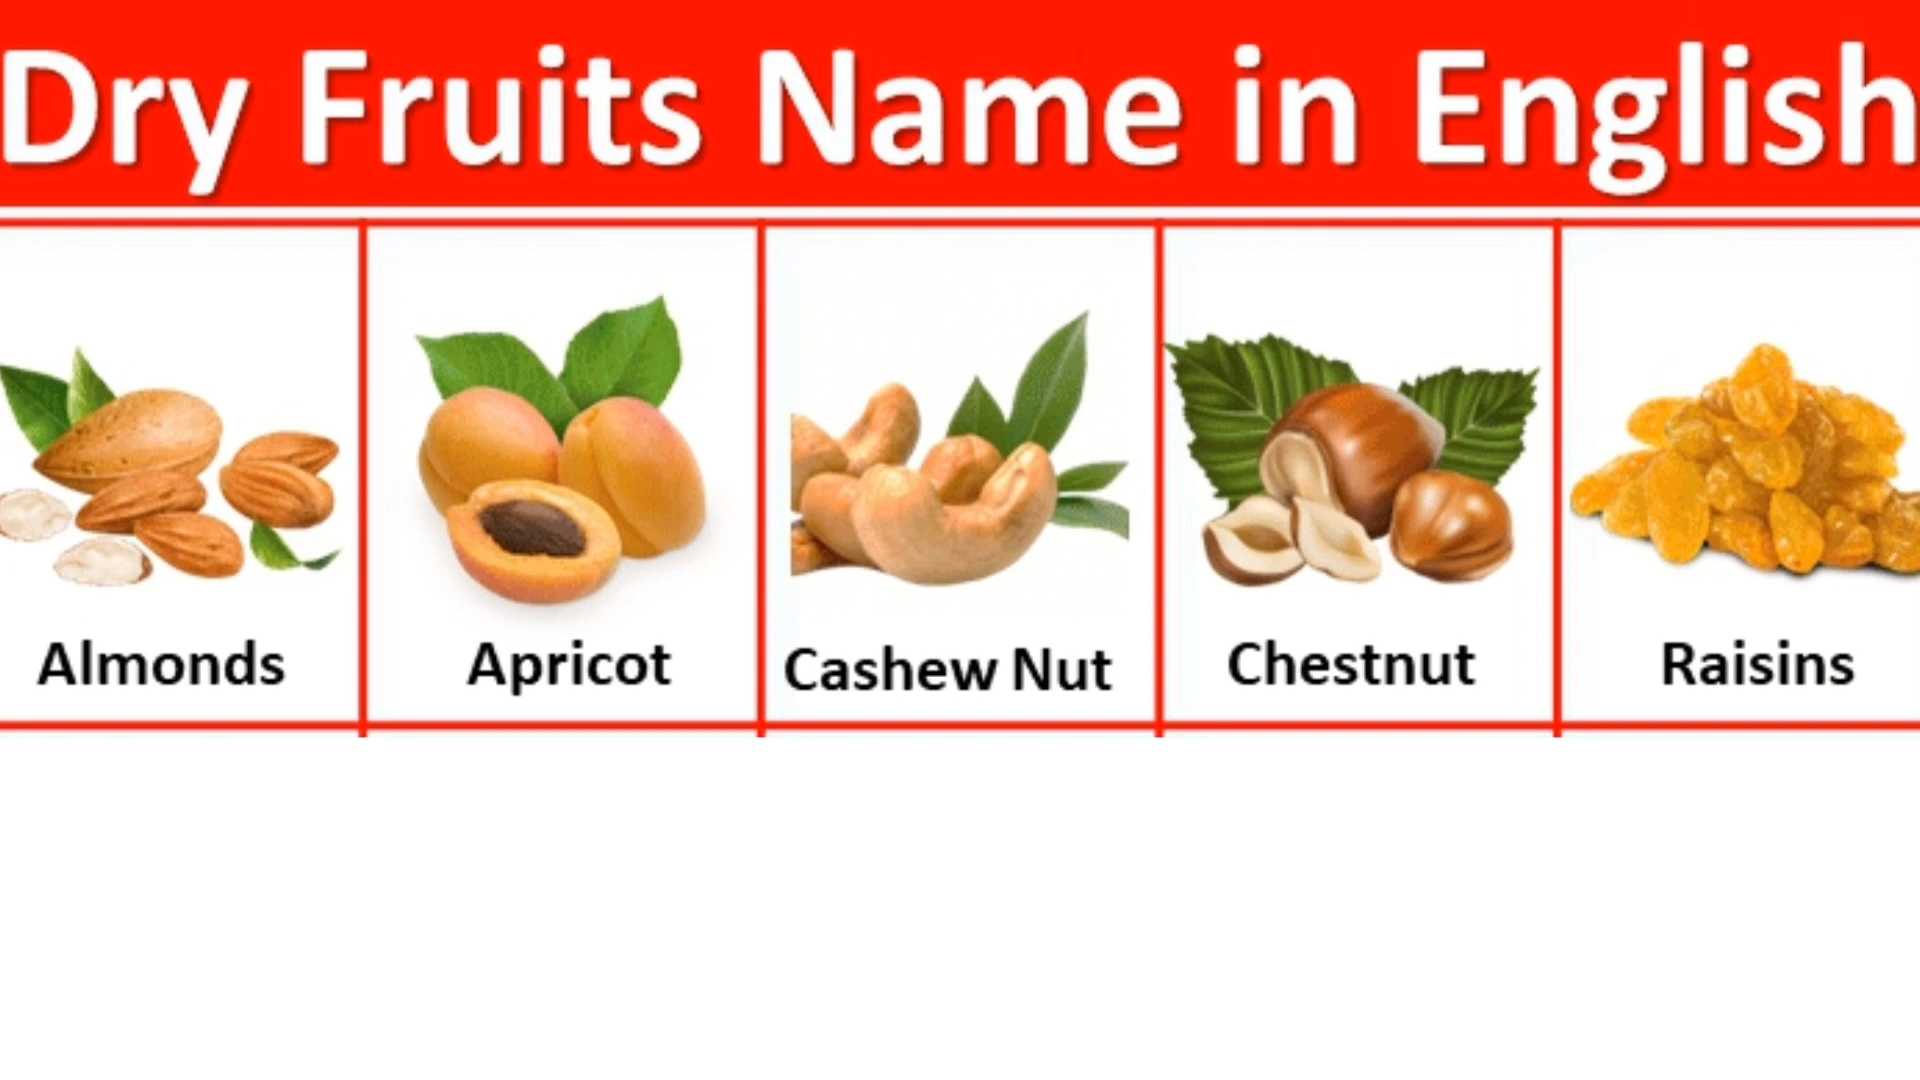 Dry Fruits Name in English
Almonds
Apricot
Cashew Nut
Chestnut
Raisins